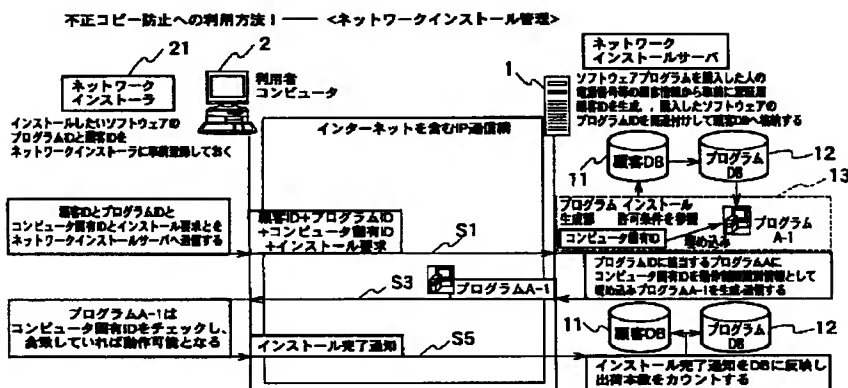 不正コピー防止への利用方法1 —— <ネットワークインストール管理>
21
ネットワーク
インストーラ
インストールしたいソフトウェアの
プログラムIDと顧客IDを
ネットワークインストーラに事前登録しておく
2
利用者
コンピュータ
インターネットを含むIP通信網
1
ネットワーク
インストールサーバ
ソフトウェアプログラムを購入した人の
電話番号等の顧客情報から事前に認証用
顧客IDを生成，購入したソフトウェアの
プログラムIDを関連付けして顧客DBへ格納する
顧客DB
11
プログラム
DB
12
13
プログラム インストール
生成部 許可条件を参照
コンピュータ固有ID
埋め込み
プログラム
A-1
顧客IDとプログラムIDと
コンピュータ固有IDとインストール要求とを
ネットワークインストールサーバへ送信する
顧客ID+プログラムID
+コンピュータ固有ID
+インストール要求
S1
プログラムIDに該当するプログラムAに
コンピュータ固有IDを動作制御識別情報として
埋め込みプログラムA-1を生成・送信する
S3
プログラムA-1
プログラムA-1は
コンピュータ固有IDをチェックし、
合致していれば動作可能となる
インストール完了通知
S5
11
顧客DB
プログラム
DB
12
インストール完了通知をDBに反映し
出荷本数をカウントする